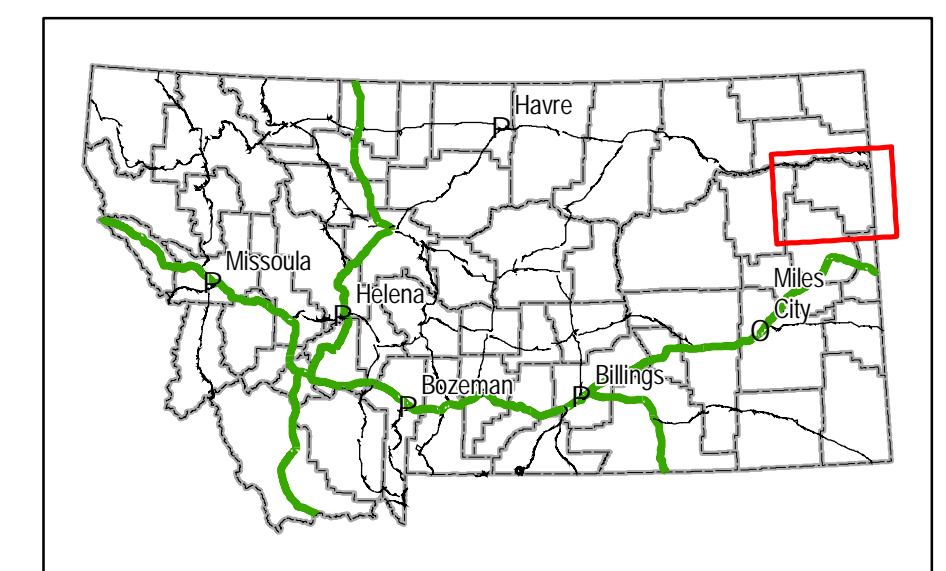 Havre
P
Missoula
P
Helena
P
Miles
City
O
Billings
P
Bozeman
P